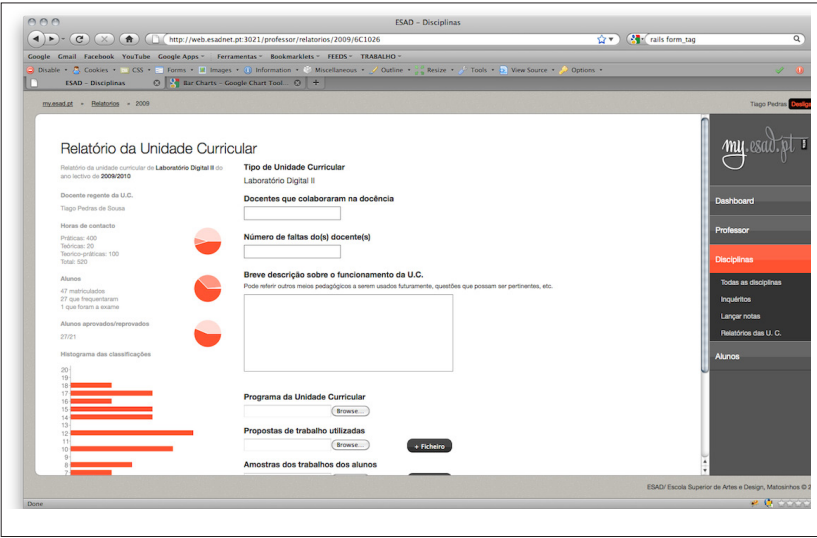 ESAD – Disciplinas
http://web.esadnet.pt:3021/professor/relatorios/2009/6C1026
rails form_tag
Google Gmail Facebook YouTube Google Apps Ferramentas Bookmarklets FEEDS TRABALHO
Disable Cookies CSS Forms Images Information Miscellaneous Outline Resize Tools View Source Options
ESAD – Disciplinas
Bar Charts – Google Chart Tool...
my.esad.pt » Relatorios » 2009
Tiago Pedras
Relatório da Unidade Curricular
Relatório da unidade curricular de Laboratório Digital II do
ano lectivo de 2009/2010
Docente regente da U.C.
Tiago Pedras de Sousa
Horas de contacto
Práticas: 400
Teóricas: 20
Teorico-práticas: 100
Total: 520
Alunos
47 matriculados
27 que frequentaram
1 que foram a exame
Alunos aprovados/reprovados
27/21
Histograma das classificações
20
19
18
17
16
15
14
13
12
11
10
9
8
7
Tipo de Unidade Curricular
Laboratório Digital II
Docentes que colaboraram na docência
Número de faltas do(s) docente(s)
Breve descrição sobre o funcionamento da U.C.
Pode referir outros meios pedagógicos a serem usados futuramente, questões que possam ser pertinentes, etc.
Programa da Unidade Curricular
Browse...
Propostas de trabalho utilizadas
Browse...
+ Ficheiro
Amostras dos trabalhos dos alunos
my.esad.pt
Dashboard
Professor
Disciplinas
Todas as disciplinas
Inquéritos
Lançar notas
Relatórios das U. C.
Alunos
ESAD/ Escola Superior de Artes e Design, Matosinhos © 2
Done